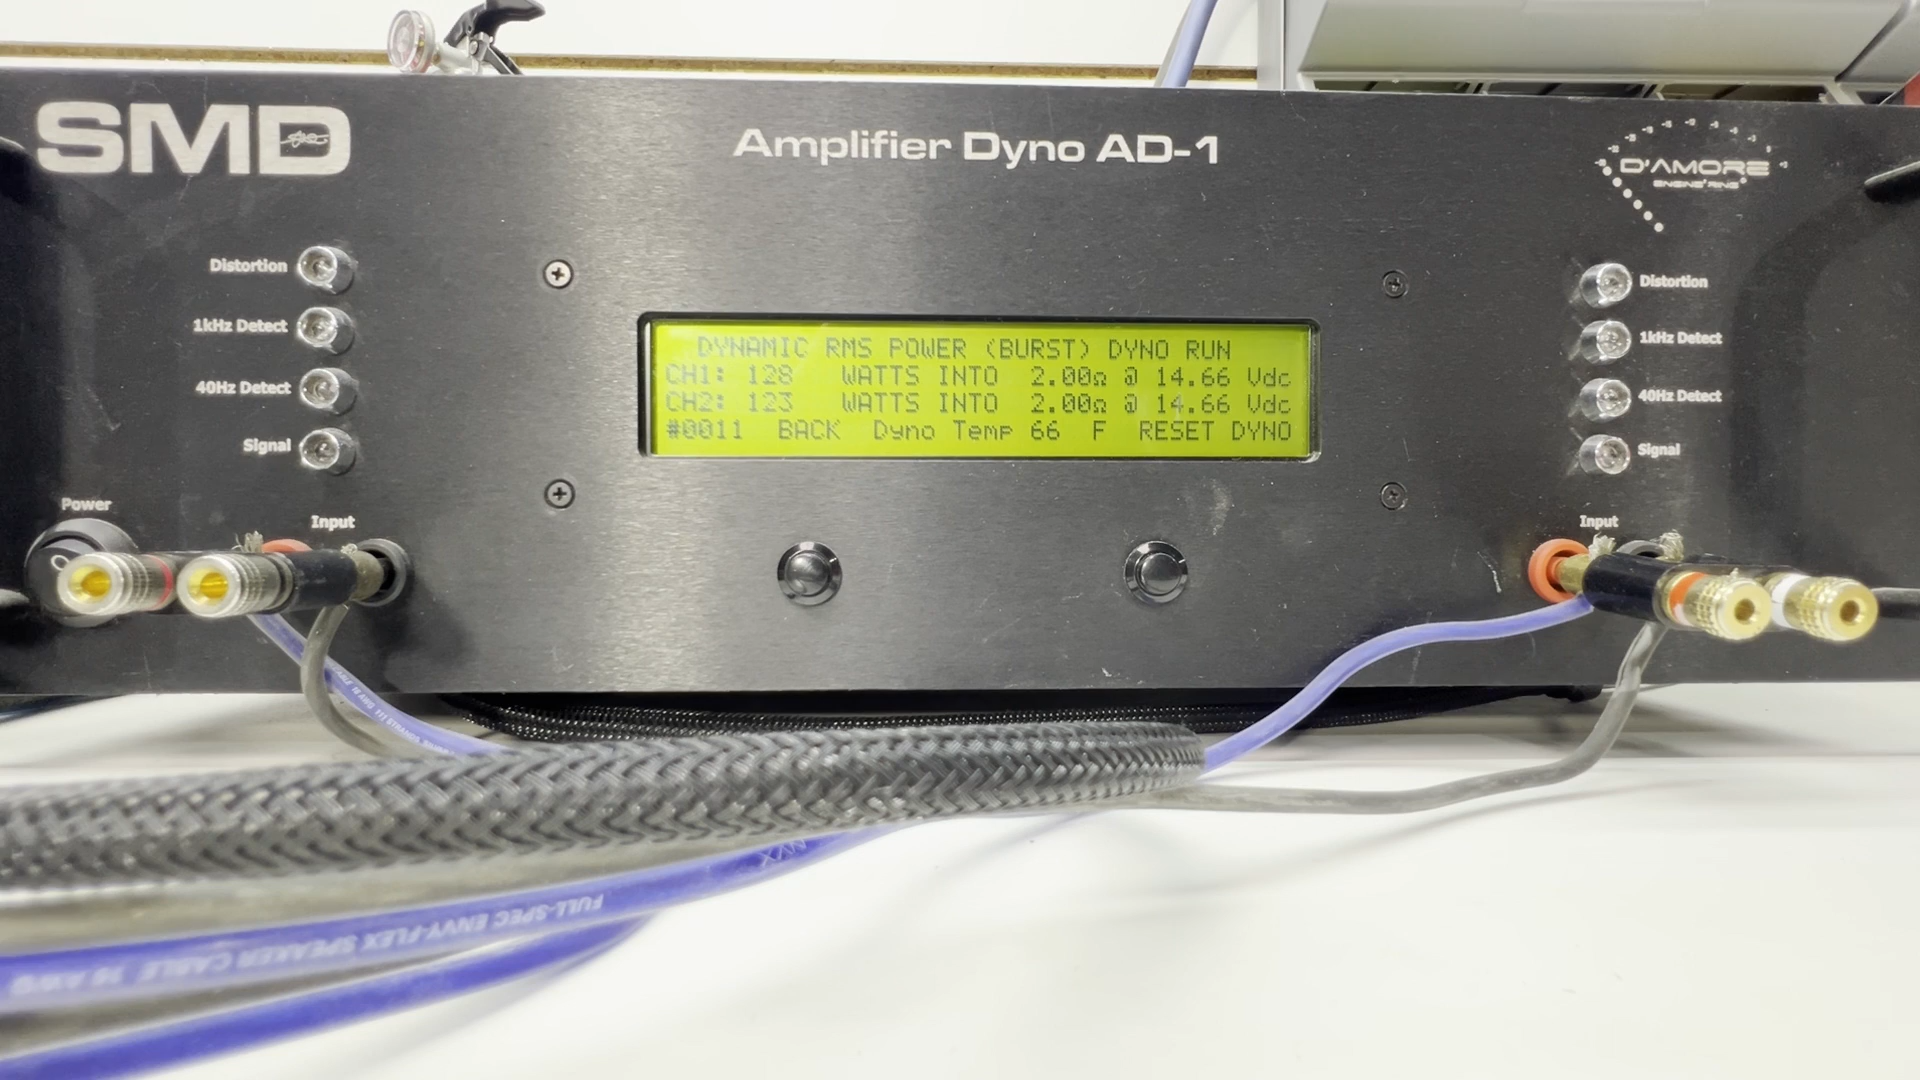 SMD
Amplifier Dyno AD-1
D'AMORE
ENGINEERING
Distortion
1kHz Detect
40Hz Detect
Signal
Power
Input
DYNAMIC RMS POWER (BURST) DYNO RUN
CH1: 128 WATTS INTO 2.00Ω @ 14.66 Vdc
CH2: 123 WATTS INTO 2.00Ω @ 14.66 Vdc
#0011 BACK Dyno Temp 66 F RESET DYNO
Distortion
1kHz Detect
40Hz Detect
Signal
Input
FULL-SPEC ENVY-FLEX SPEAKER CABLE 16 AWG